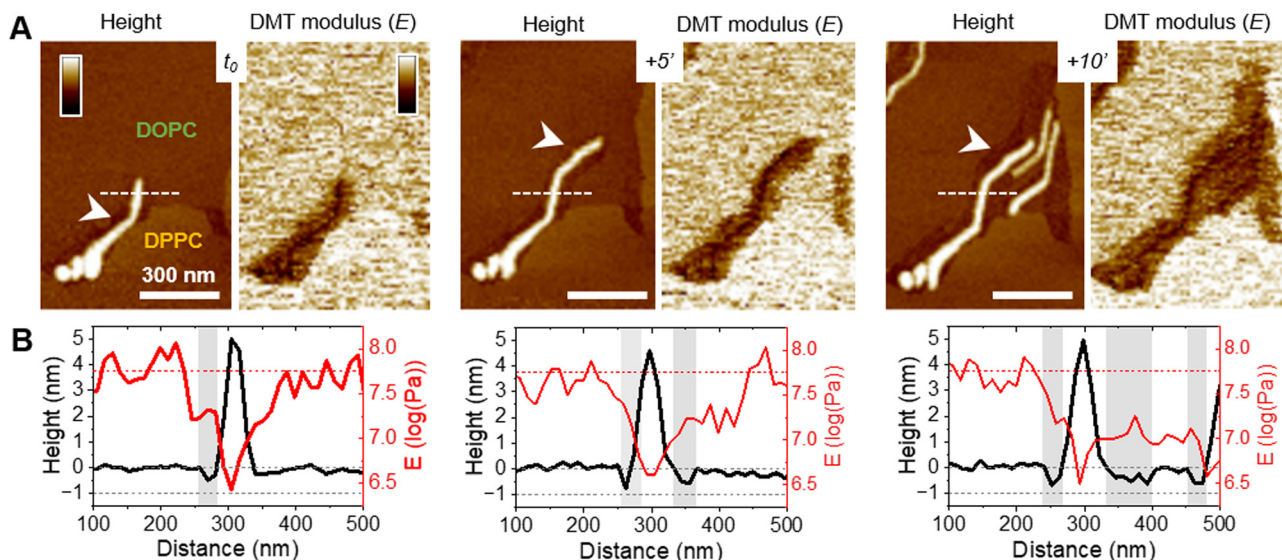 A
Height
DMT modulus (E)
Height
DMT modulus (E)
Height
DMT modulus (E)
t0
+5'
+10'
DOPC
DPPC
300 nm
B
Height (nm)
5
4
3
2
1
0
−1
100 200 300 400 500
Distance (nm)
8.0
7.5
7.0
6.5
E (log(Pa))
Height (nm)
5
4
3
2
1
0
−1
100 200 300 400 500
Distance (nm)
8.0
7.5
7.0
6.5
E (log(Pa))
Height (nm)
5
4
3
2
1
0
−1
100 200 300 400 500
Distance (nm)
8.0
7.5
7.0
6.5
E (log(Pa))